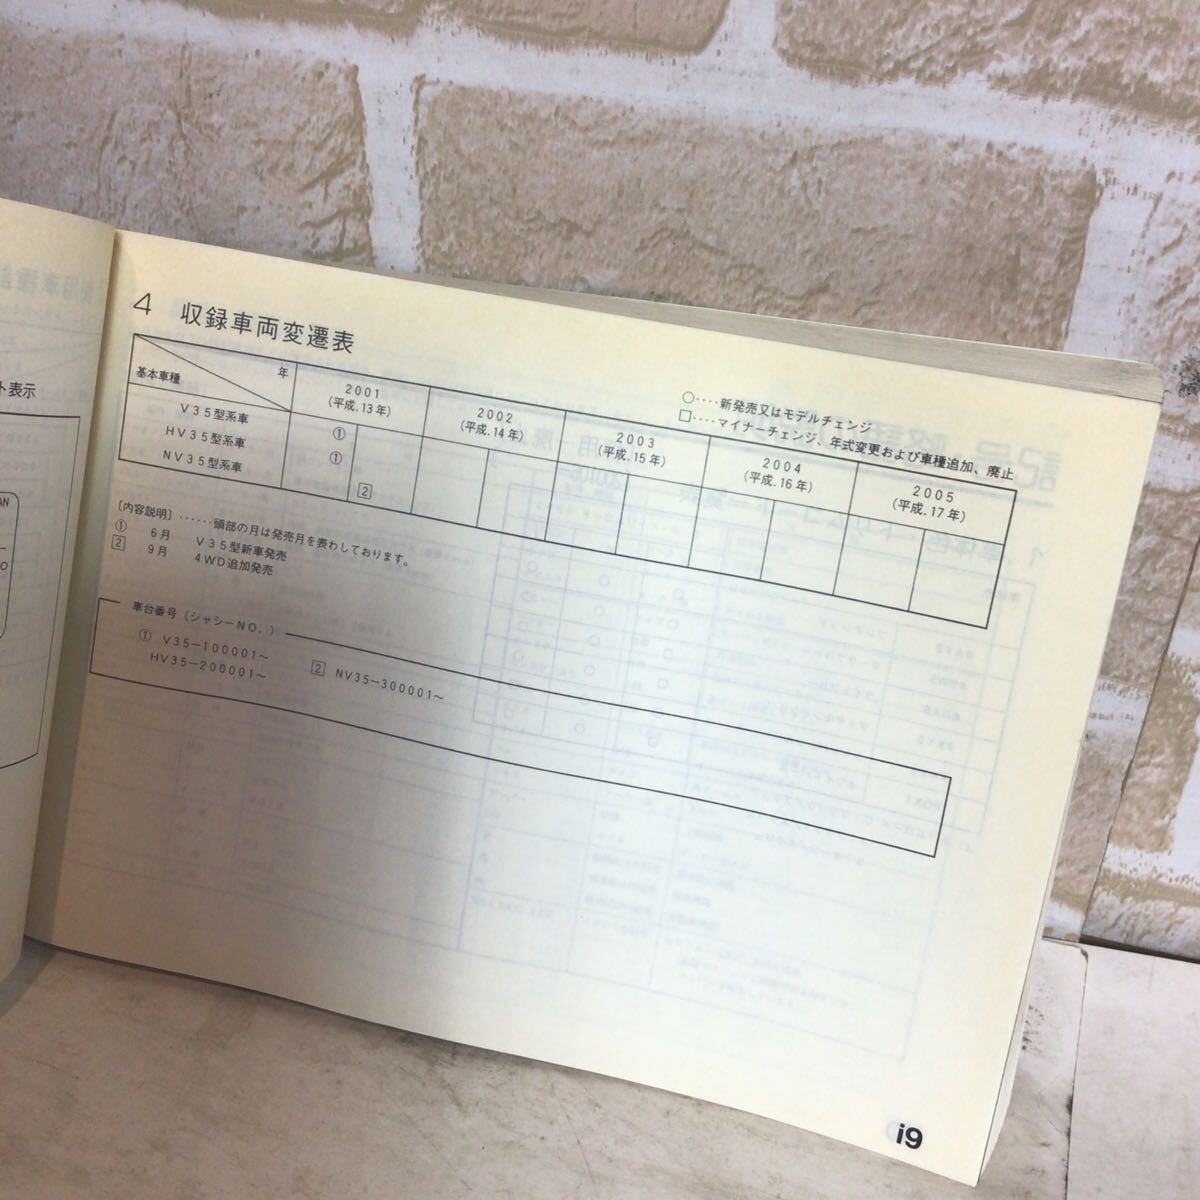 ト表示
AN
4 収録車両変遷表
○‥‥新発売又はモデルチェンジ
□‥‥マイナーチェンジ、年式変更および車種追加、廃止
基本車種 年 2001 (平成.13年) 2002 (平成.14年) 2003 (平成.15年) 2004 (平成.16年) 2005 (平成.17年)
V35型系車 ①
HV35型系車 ①
NV35型系車 2
〔内容説明〕‥‥‥頭部の月は発売月を表わしております。
① 6月 V35型新車発売
2 9月 4WD追加発売
車台番号（シャシーNO.）
① V35−100001〜
HV35−200001〜
2 NV35−300001〜
i9